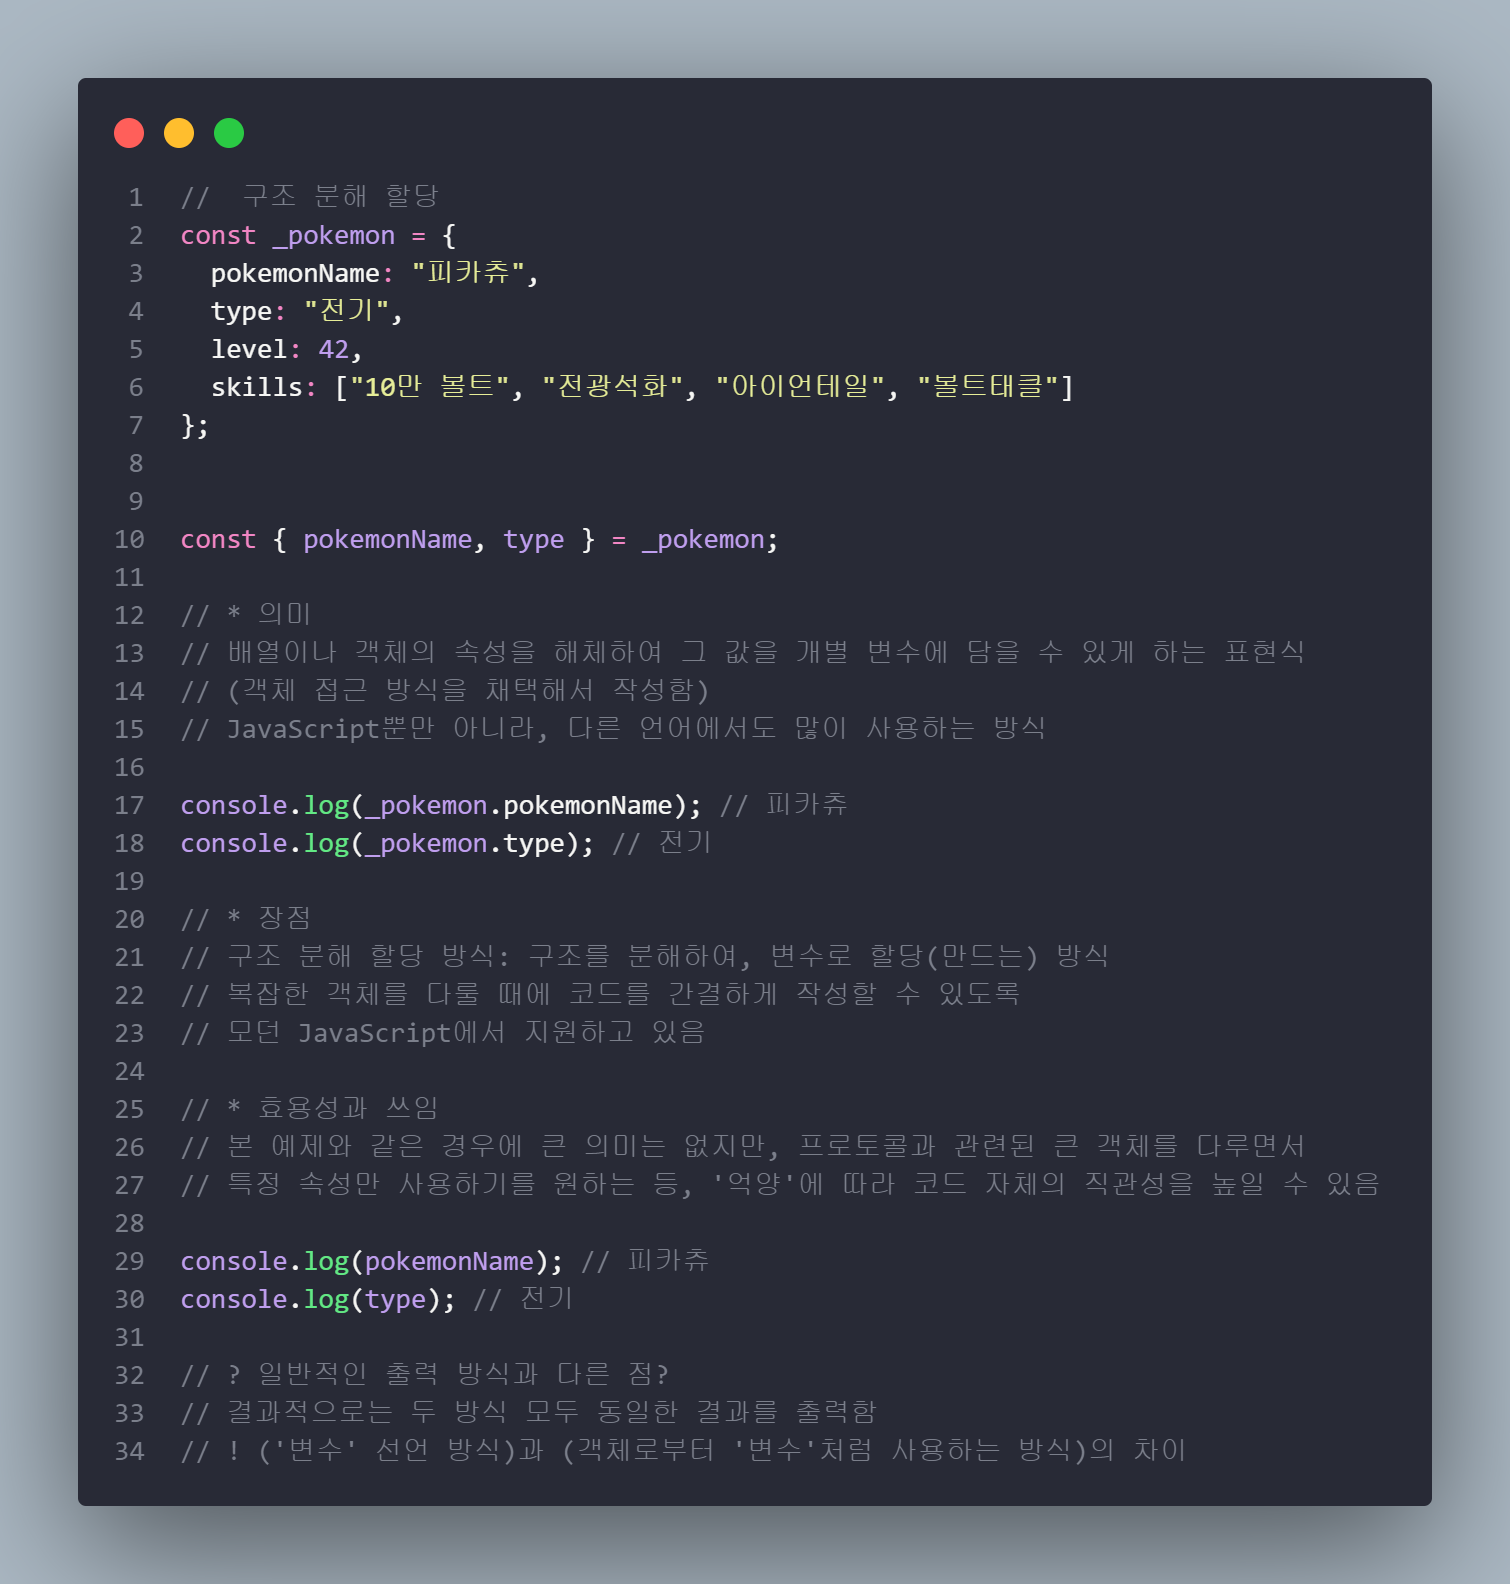 1 //  구조 분해 할당
2 const _pokemon = {
3   pokemonName: "피카츄",
4   type: "전기",
5   level: 42,
6   skills: ["10만 볼트", "전광석화", "아이언테일", "볼트태클"]
7 };
8
9
10 const { pokemonName, type } = _pokemon;
11
12 // * 의미
13 // 배열이나 객체의 속성을 해체하여 그 값을 개별 변수에 담을 수 있게 하는 표현식
14 // (객체 접근 방식을 채택해서 작성함)
15 // JavaScript뿐만 아니라, 다른 언어에서도 많이 사용하는 방식
16
17 console.log(_pokemon.pokemonName); // 피카츄
18 console.log(_pokemon.type); // 전기
19
20 // * 장점
21 // 구조 분해 할당 방식: 구조를 분해하여, 변수로 할당(만드는) 방식
22 // 복잡한 객체를 다룰 때에 코드를 간결하게 작성할 수 있도록
23 // 모던 JavaScript에서 지원하고 있음
24
25 // * 효용성과 쓰임
26 // 본 예제와 같은 경우에 큰 의미는 없지만, 프로토콜과 관련된 큰 객체를 다루면서
27 // 특정 속성만 사용하기를 원하는 등, '억양'에 따라 코드 자체의 직관성을 높일 수 있음
28
29 console.log(pokemonName); // 피카츄
30 console.log(type); // 전기
31
32 // ? 일반적인 출력 방식과 다른 점?
33 // 결과적으로는 두 방식 모두 동일한 결과를 출력함
34 // ! ('변수' 선언 방식)과 (객체로부터 '변수'처럼 사용하는 방식)의 차이